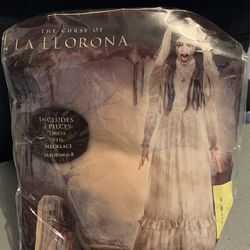 THE CURSE OF
LA LLORONA
INCLUDES
3 PIECES:
DRESS
VEIL
NECKLACE
MEDIUM 6-8